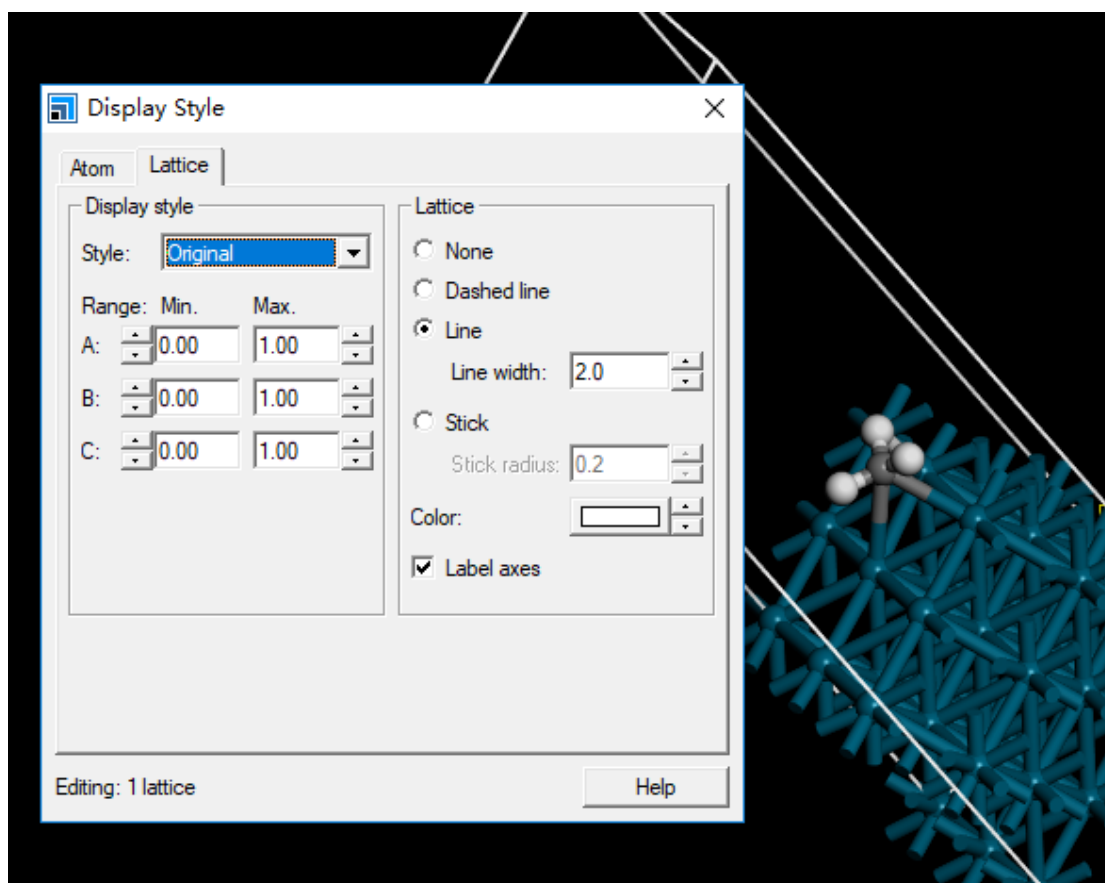 Display Style
Atom
Lattice
Display style
Style: Original
Range: Min. Max.
A: 0.00 1.00
B: 0.00 1.00
C: 0.00 1.00
Lattice
None
Dashed line
Line
Line width: 2.0
Stick
Stick radius: 0.2
Color:
Label axes
Editing: 1 lattice
Help